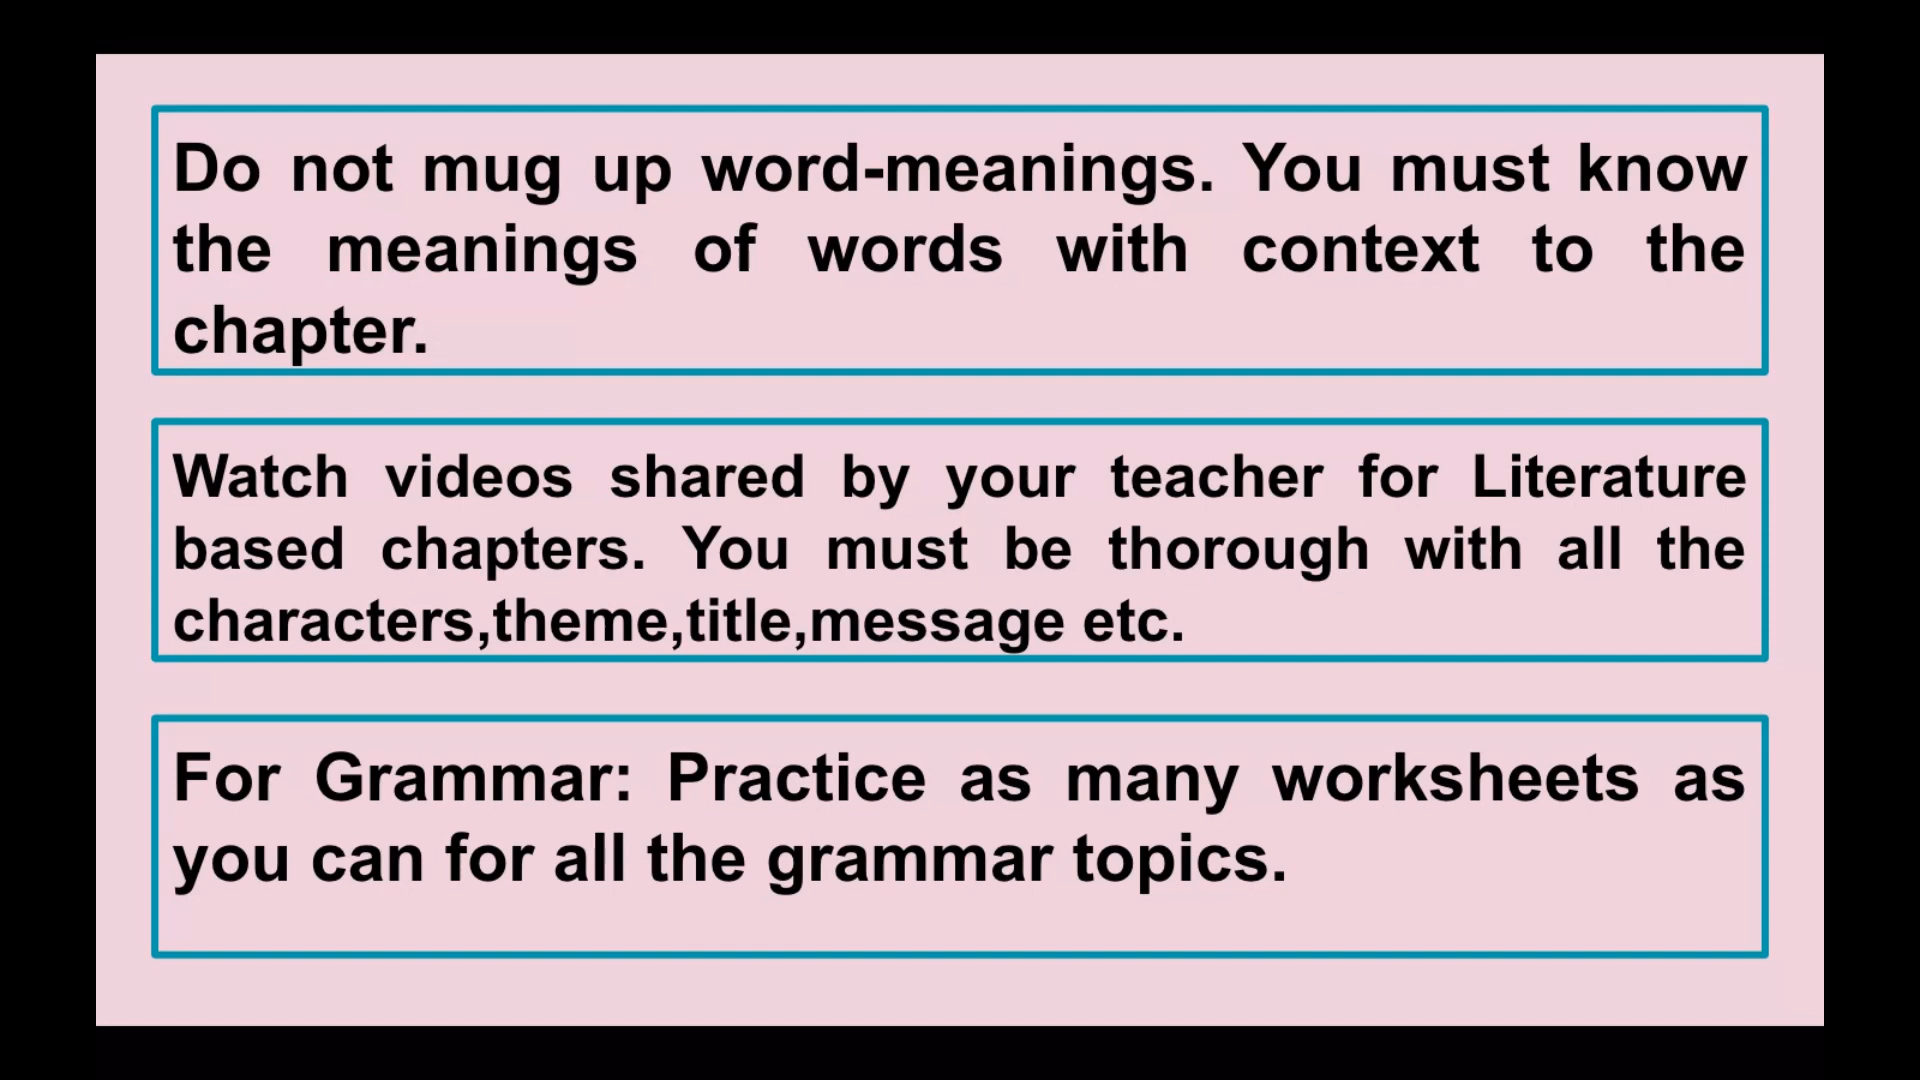 Do not mug up word-meanings. You must know
the meanings of words with context to the
chapter.
Watch videos shared by your teacher for Literature
based chapters. You must be thorough with all the
characters,theme,title,message etc.
For Grammar: Practice as many worksheets as
you can for all the grammar topics.